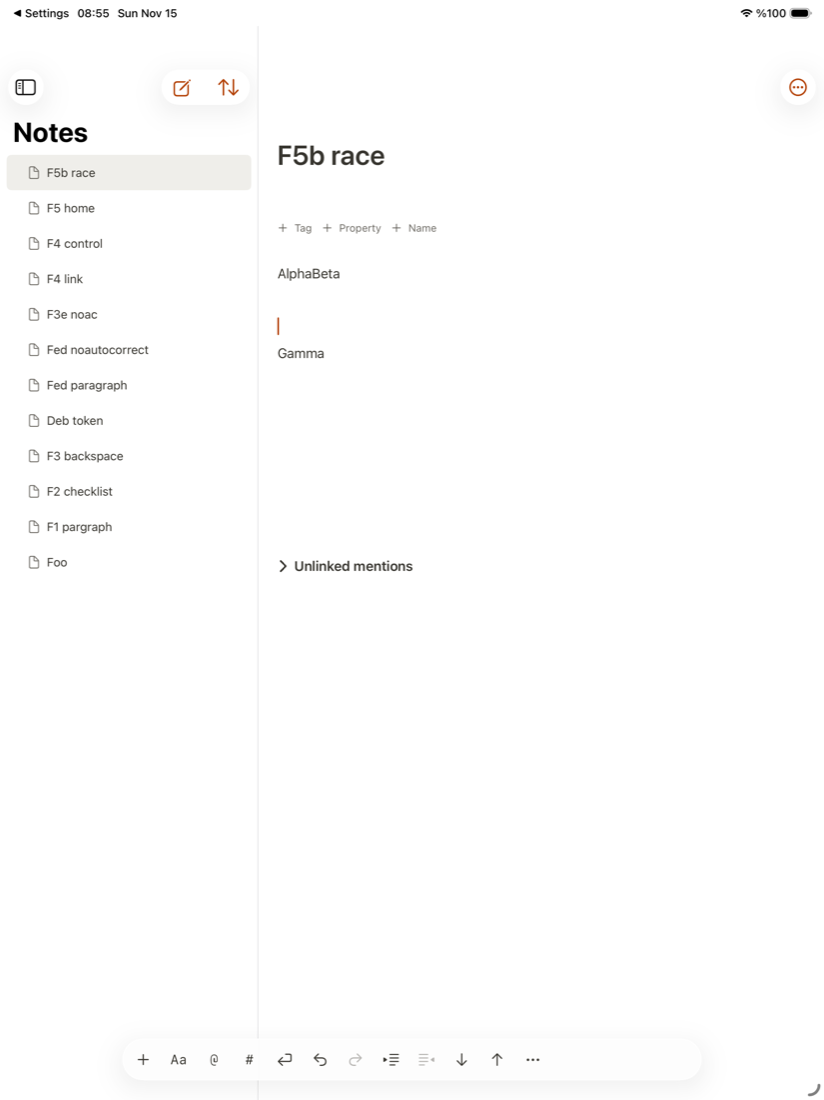 ◀ Settings 08:55 Sun Nov 15 %100
Notes
F5b race
F5 home
F4 control
F4 link
F3e noac
Fed noautocorrect
Fed paragraph
Deb token
F3 backspace
F2 checklist
F1 pargraph
Foo
F5b race
+ Tag + Property + Name
AlphaBeta
Gamma
Unlinked mentions
+ Aa @ #